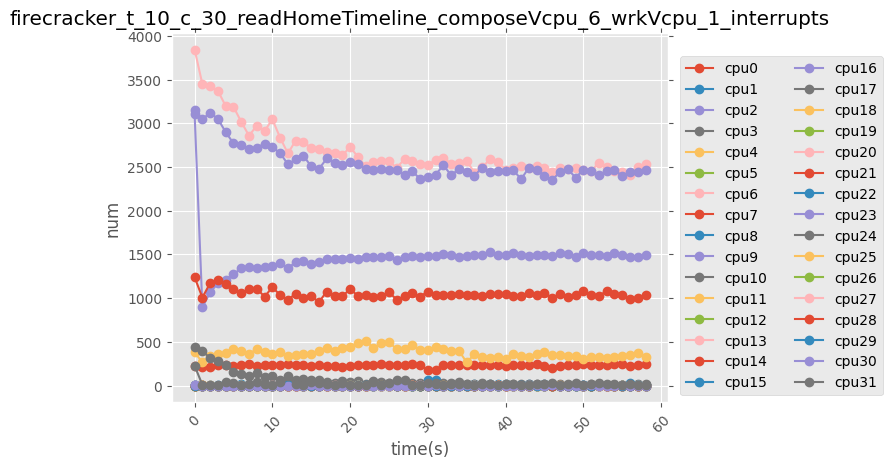 firecracker_t_10_c_30_readHomeTimeline_composeVcpu_6_wrkVcpu_1_interrupts
4000
3500
3000
2500
2000
1500
1000
500
0
num
0
10
20
30
40
50
60
time(s)
cpu0
cpu1
cpu2
cpu3
cpu4
cpu5
cpu6
cpu7
cpu8
cpu9
cpu10
cpu11
cpu12
cpu13
cpu14
cpu15
cpu16
cpu17
cpu18
cpu19
cpu20
cpu21
cpu22
cpu23
cpu24
cpu25
cpu26
cpu27
cpu28
cpu29
cpu30
cpu31